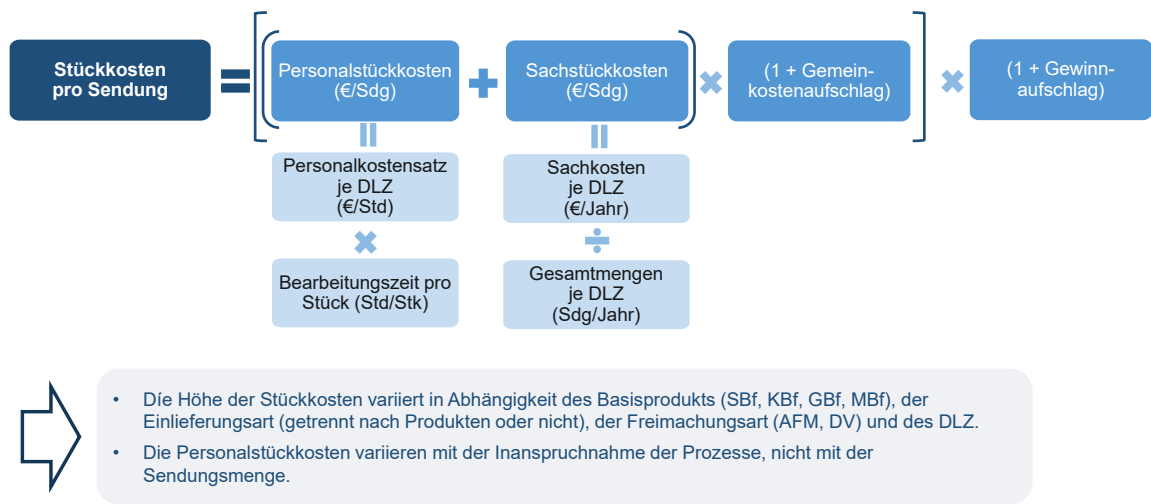 Stückkosten
pro Sendung
=
Personalstückkosten
(€/Sdg)
+
Sachstückkosten
(€/Sdg)
×
(1 + Gemein-
kostenaufschlag)
×
(1 + Gewinn-
aufschlag)
Personalkostensatz
je DLZ
(€/Std)
×
Bearbeitungszeit pro
Stück (Std/Stk)
Sachkosten
je DLZ
(€/Jahr)
÷
Gesamtmengen
je DLZ
(Sdg/Jahr)
• Díe Höhe der Stückkosten variiert in Abhängigkeit des Basisprodukts (SBf, KBf, GBf, MBf), der
Einlieferungsart (getrennt nach Produkten oder nicht), der Freimachungsart (AFM, DV) und des DLZ.
• Die Personalstückkosten variieren mit der Inanspruchnahme der Prozesse, nicht mit der
Sendungsmenge.